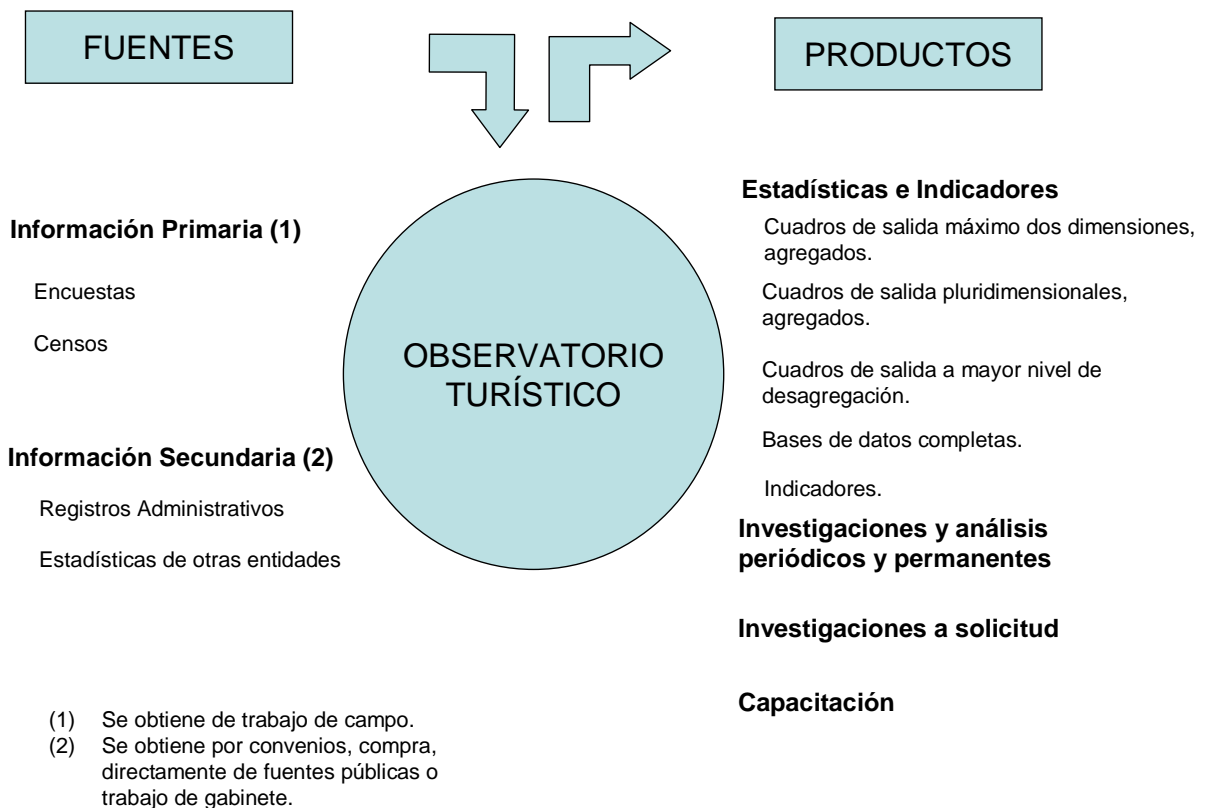 FUENTES
PRODUCTOS
Información Primaria (1)
Encuestas
Censos
Información Secundaria (2)
Registros Administrativos
Estadísticas de otras entidades
OBSERVATORIO
TURÍSTICO
Estadísticas e Indicadores
Cuadros de salida máximo dos dimensiones,
agregados.
Cuadros de salida pluridimensionales,
agregados.
Cuadros de salida a mayor nivel de
desagregación.
Bases de datos completas.
Indicadores.
Investigaciones y análisis
periódicos y permanentes
Investigaciones a solicitud
Capacitación
(1) Se obtiene de trabajo de campo.
(2) Se obtiene por convenios, compra,
directamente de fuentes públicas o
trabajo de gabinete.